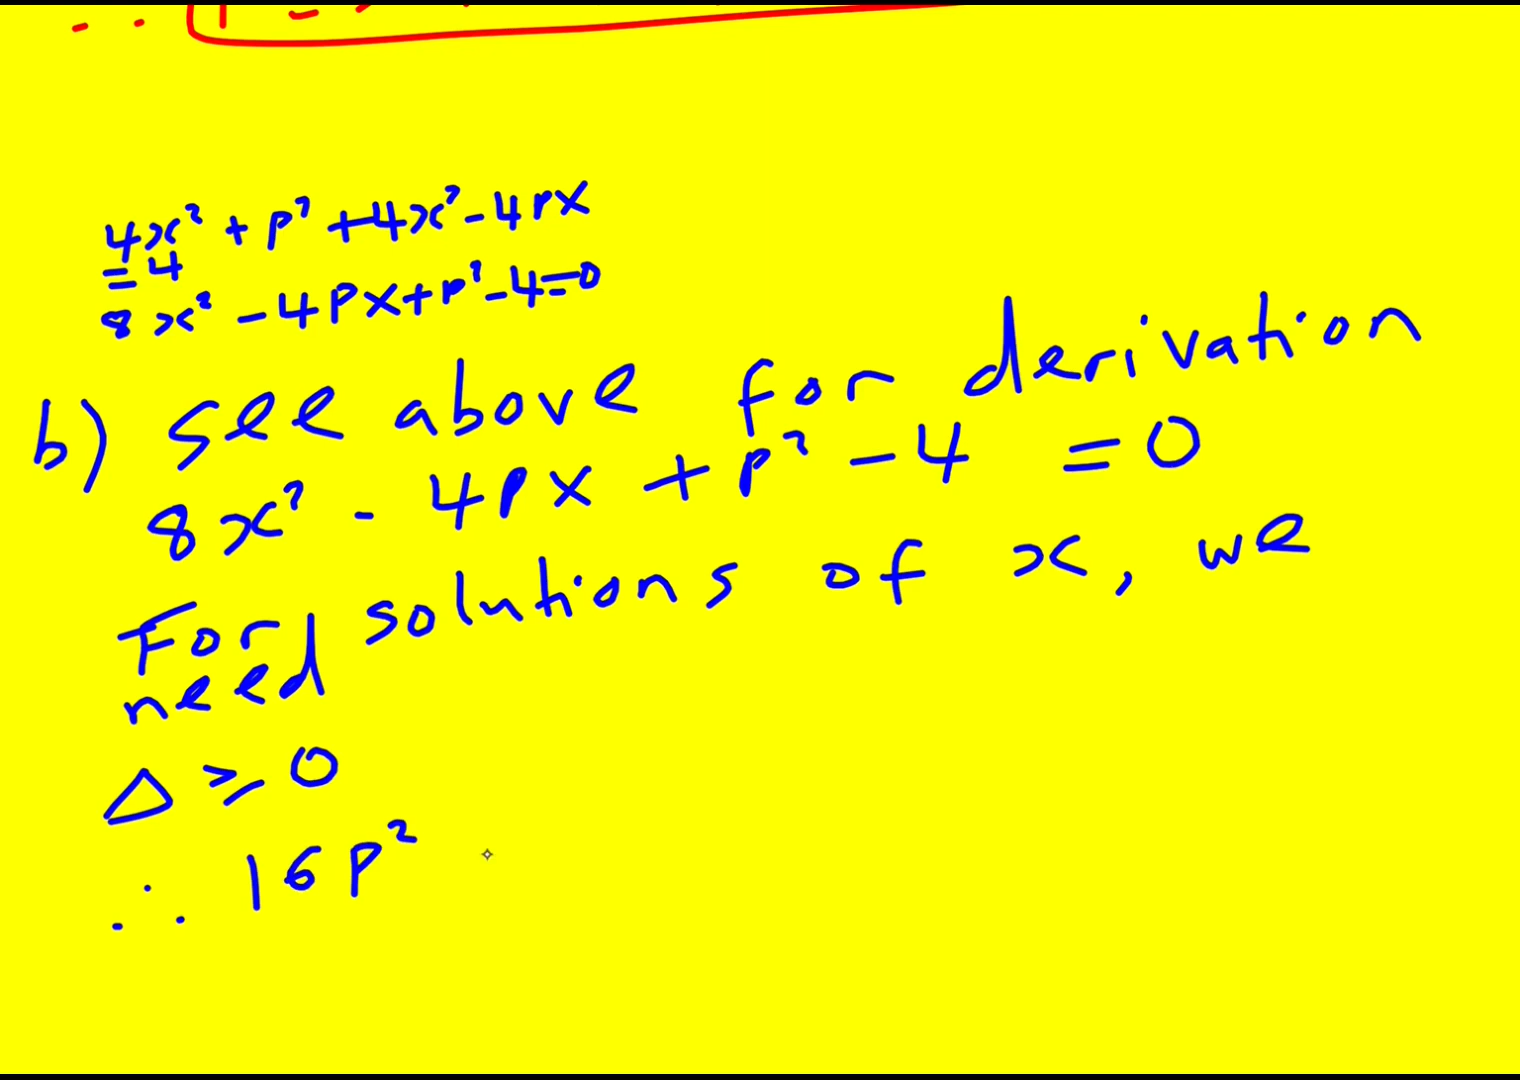 4x² + p² + 4x² - 4px
= 4
8x² - 4px + p² - 4 = 0
b) see above for derivation
8x² - 4px + p² - 4 = 0
For solutions of x, we
need
△ ≥ 0
∴ 16p²